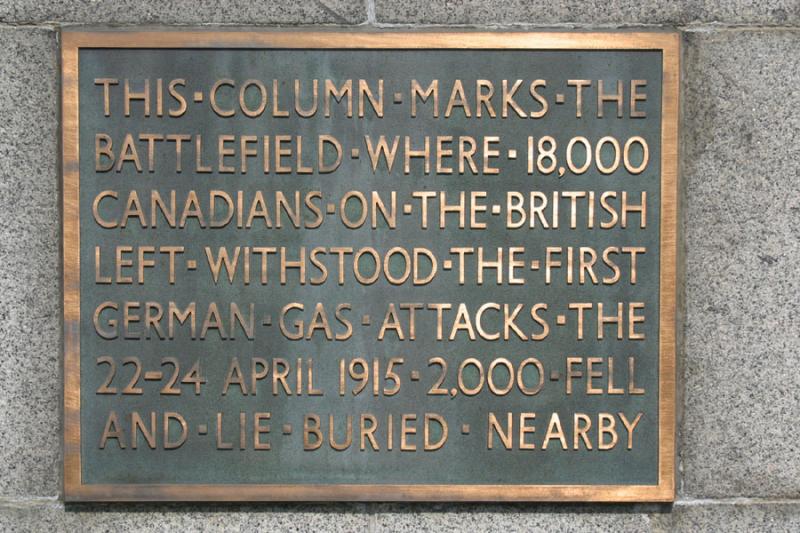 THIS·COLUMN·MARKS·THE
BATTLEFIELD·WHERE·18,000
CANADIANS·ON·THE·BRITISH
LEFT·WITHSTOOD·THE·FIRST
GERMAN·GAS·ATTACKS·THE
22-24 APRIL 1915·2,000·FELL
AND·LIE·BURIED·NEARBY